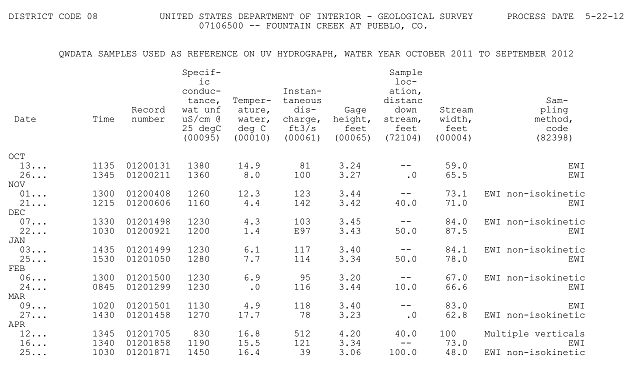 DISTRICT CODE 08 UNITED STATES DEPARTMENT OF INTERIOR - GEOLOGICAL SURVEY PROCESS DATE 5-22-12
07106500 -- FOUNTAIN CREEK AT PUEBLO, CO.
QWDATA SAMPLES USED AS REFERENCE ON UV HYDROGRAPH, WATER YEAR OCTOBER 2011 TO SEPTEMBER 2012
Specif- Sample
ic loc-
conduc- Instan- ation,
tance, Temper- taneous distanc Sam-
Record wat unf ature, dis- Gage down Stream pling
Date Time number uS/cm @ water, charge, height, stream, width, method,
25 degC deg C ft3/s feet feet feet code
(00095) (00010) (00061) (00065) (72104) (00004) (82398)
OCT
13... 1135 01200131 1380 14.9 81 3.24 -- 59.0 EWI
26... 1345 01200211 1360 8.0 100 3.27 .0 65.5 EWI
NOV
01... 1300 01200408 1260 12.3 123 3.44 -- 73.1 EWI non-isokinetic
21... 1215 01200606 1160 4.4 142 3.42 40.0 71.0 EWI
DEC
07... 1330 01201498 1230 4.3 103 3.45 -- 84.0 EWI non-isokinetic
22... 1030 01200921 1200 1.4 E97 3.43 50.0 87.5 EWI
JAN
03... 1435 01201499 1230 6.1 117 3.40 -- 84.1 EWI non-isokinetic
25... 1530 01201050 1280 7.7 114 3.34 50.0 78.0 EWI
FEB
06... 1300 01201500 1230 6.9 95 3.20 -- 67.0 EWI non-isokinetic
24... 0845 01201299 1230 .0 116 3.44 10.0 66.6 EWI
MAR
09... 1020 01201501 1130 4.9 118 3.40 -- 83.0 EWI
27... 1430 01201458 1270 17.7 78 3.23 .0 62.8 EWI non-isokinetic
APR
12... 1345 01201705 830 16.8 512 4.20 40.0 100 Multiple verticals
16... 1340 01201858 1190 15.5 121 3.34 -- 73.0 EWI
25... 1030 01201871 1450 16.4 39 3.06 100.0 48.0 EWI non-isokinetic